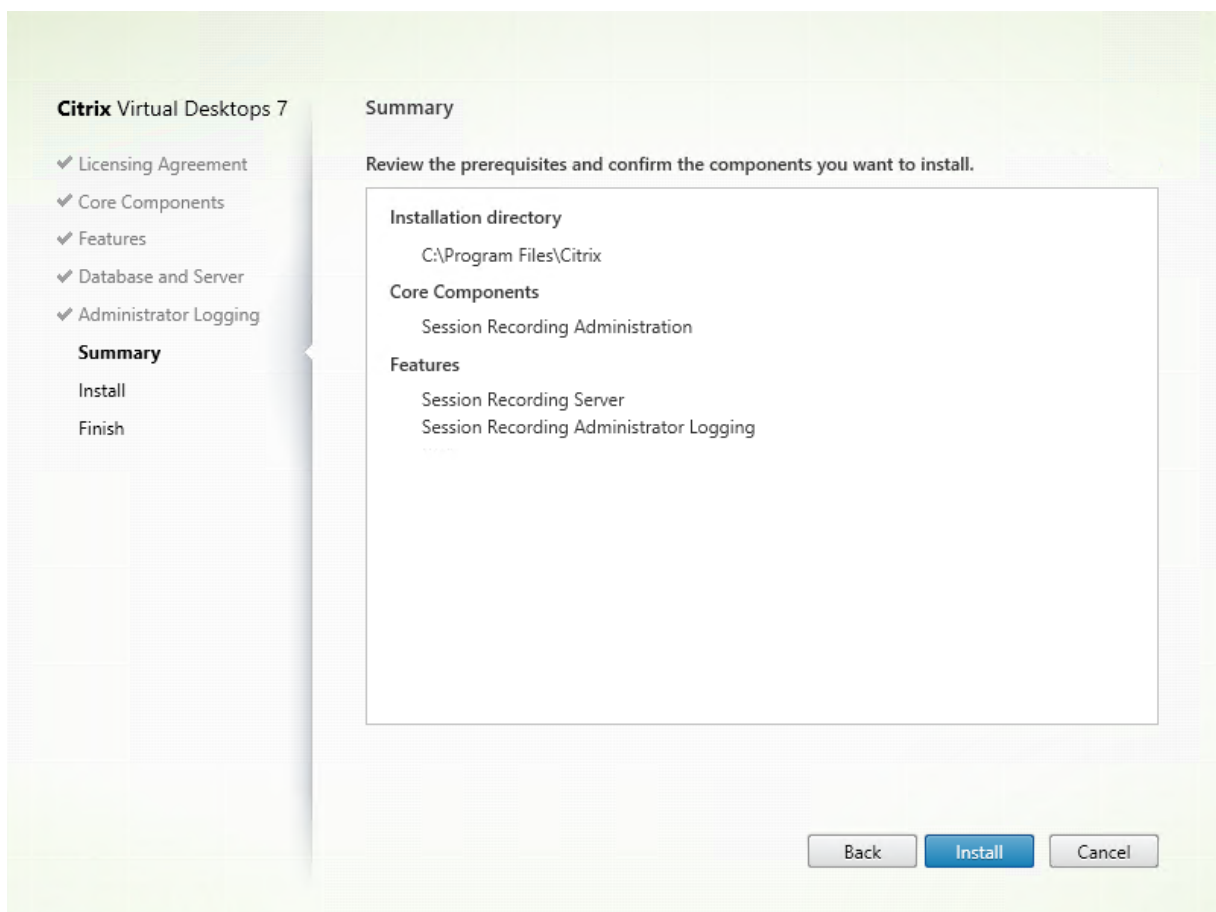 Citrix Virtual Desktops 7
Licensing Agreement
Core Components
Features
Database and Server
Administrator Logging
Summary
Install
Finish
Summary
Review the prerequisites and confirm the components you want to install.
Installation directory
C:\Program Files\Citrix
Core Components
Session Recording Administration
Features
Session Recording Server
Session Recording Administrator Logging
Back
Install
Cancel